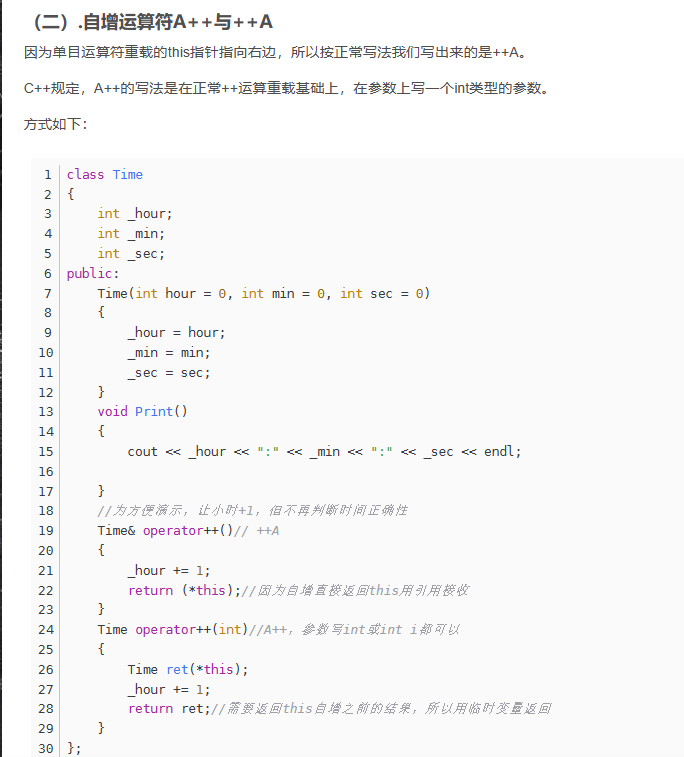 （二）.自增运算符A++与++A
因为单目运算符重载的this指针指向右边，所以按正常写法我们写出来的是++A。
C++规定，A++的写法是在正常++运算重载基础上，在参数上写一个int类型的参数。
方式如下：
1 class Time
2 {
3     int _hour;
4     int _min;
5     int _sec;
6 public:
7     Time(int hour = 0, int min = 0, int sec = 0)
8     {
9         _hour = hour;
10         _min = min;
11         _sec = sec;
12     }
13     void Print()
14     {
15         cout << _hour << ":" << _min << ":" << _sec << endl;
16
17     }
18     //为方便演示，让小时+1，但不再判断时间正确性
19     Time& operator++()// ++A
20     {
21         _hour += 1;
22         return (*this);//因为自增直接返回this用引用接收
23     }
24     Time operator++(int)//A++，参数写int或int i都可以
25     {
26         Time ret(*this);
27         _hour += 1;
28         return ret;//需要返回this自增之前的结果，所以用临时变量返回
29     }
30 };